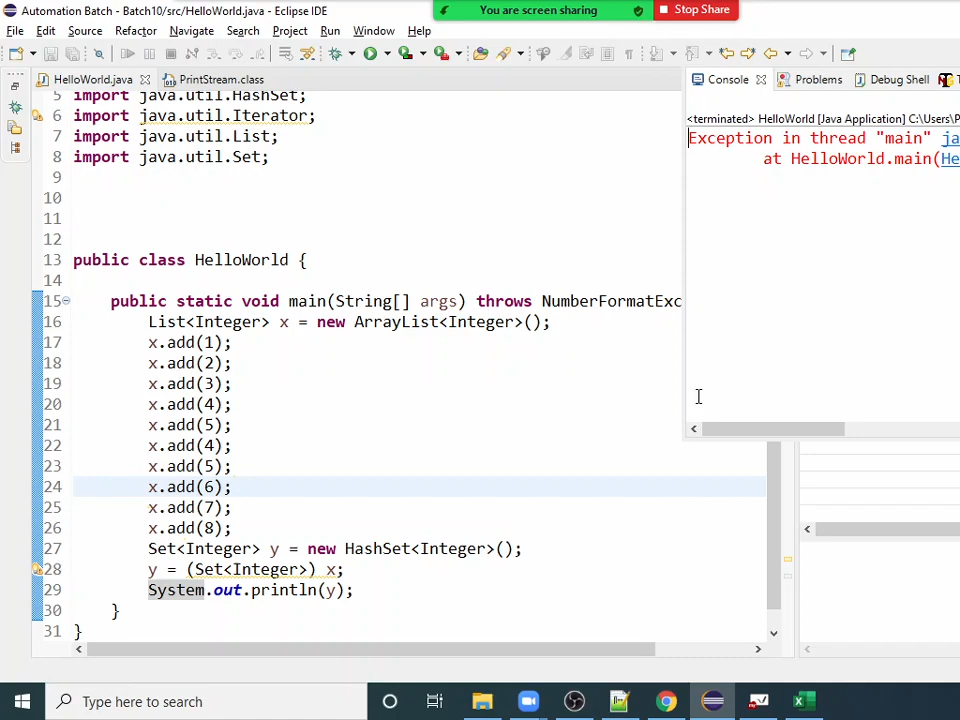 Automation Batch - Batch10/src/HelloWorld.java - Eclipse IDE
You are screen sharing
Stop Share
File Edit Source Refactor Navigate Search Project Run Window Help
HelloWorld.java PrintStream.class
Console Problems Debug Shell
<terminated> HelloWorld [Java Application] C:\Users\P
Exception in thread "main" ja
at HelloWorld.main(He
5 import java.util.HashSet;
6 import java.util.Iterator;
7 import java.util.List;
8 import java.util.Set;
9
10
11
12
13 public class HelloWorld {
14
15 public static void main(String[] args) throws NumberFormatExc
16 List<Integer> x = new ArrayList<Integer>();
17 x.add(1);
18 x.add(2);
19 x.add(3);
20 x.add(4);
21 x.add(5);
22 x.add(4);
23 x.add(5);
24 x.add(6);
25 x.add(7);
26 x.add(8);
27 Set<Integer> y = new HashSet<Integer>();
28 y = (Set<Integer>) x;
29 System.out.println(y);
30 }
31 }
Type here to search